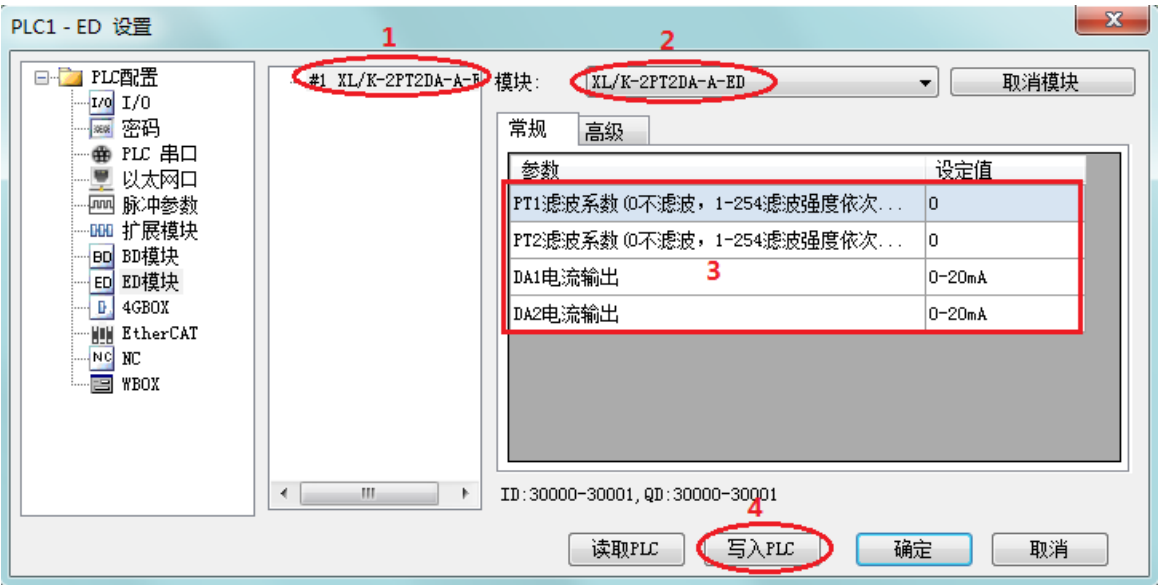 PLC1 - ED 设置
1
2
PLC配置
I/O I/O
密码
PLC 串口
以太网口
脉冲参数
扩展模块
BD BD模块
ED ED模块
4GBOX
EtherCAT
NC NC
WBOX
#1 XL/K-2PT2DA-A-E
模块:
XL/K-2PT2DA-A-ED
取消模块
常规
高级
参数 设定值
PT1滤波系数(0不滤波，1-254滤波强度依次... 0
PT2滤波系数(0不滤波，1-254滤波强度依次... 0
3
DA1电流输出 0-20mA
DA2电流输出 0-20mA
ID:30000-30001,QD:30000-30001
4
读取PLC
写入PLC
确定
取消